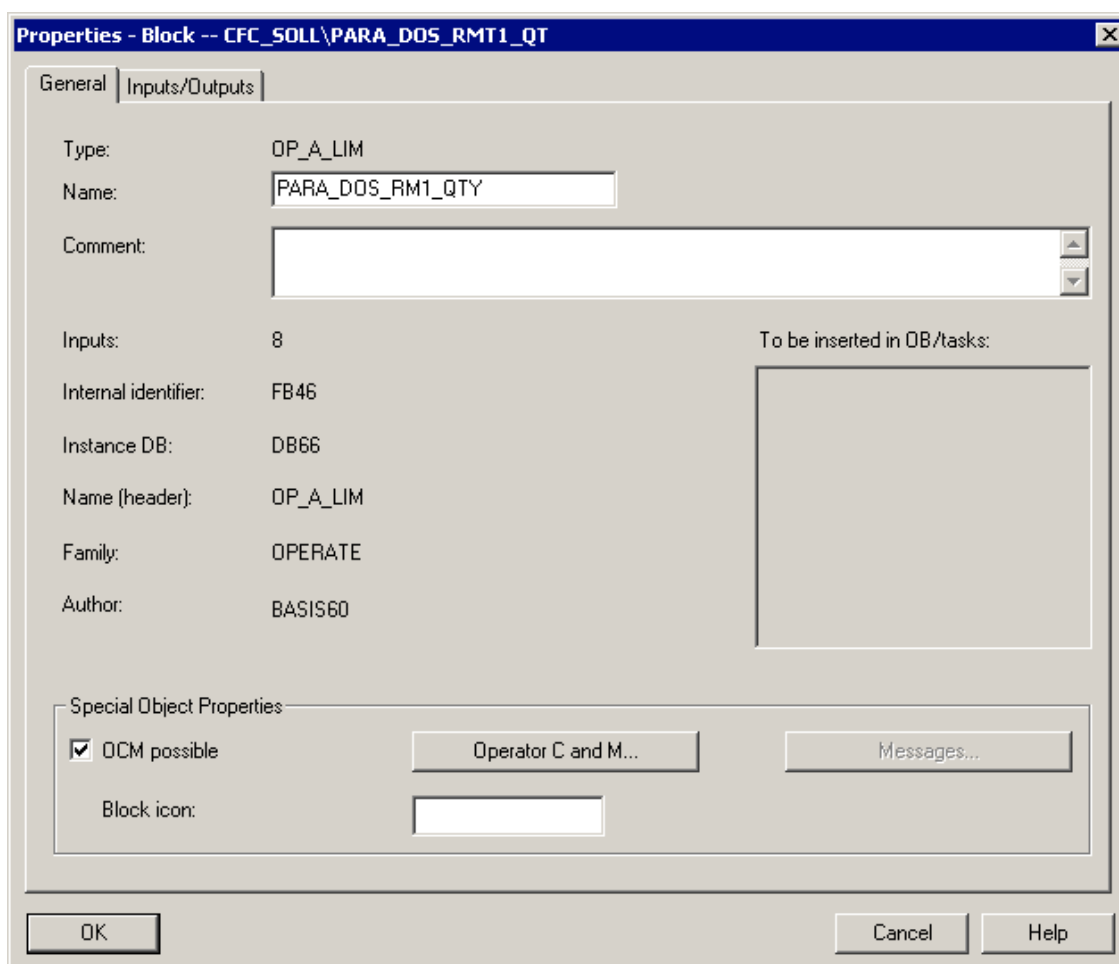 Properties - Block -- CFC_SOLL\PARA_DOS_RMT1_QT
General Inputs/Outputs
Type: OP_A_LIM
Name: PARA_DOS_RM1_QTY
Comment:
Inputs: 8 To be inserted in OB/tasks:
Internal identifier: FB46
Instance DB: DB66
Name (header): OP_A_LIM
Family: OPERATE
Author: BASIS60
Special Object Properties
OCM possible Operator C and M... Messages...
Block icon:
OK Cancel Help